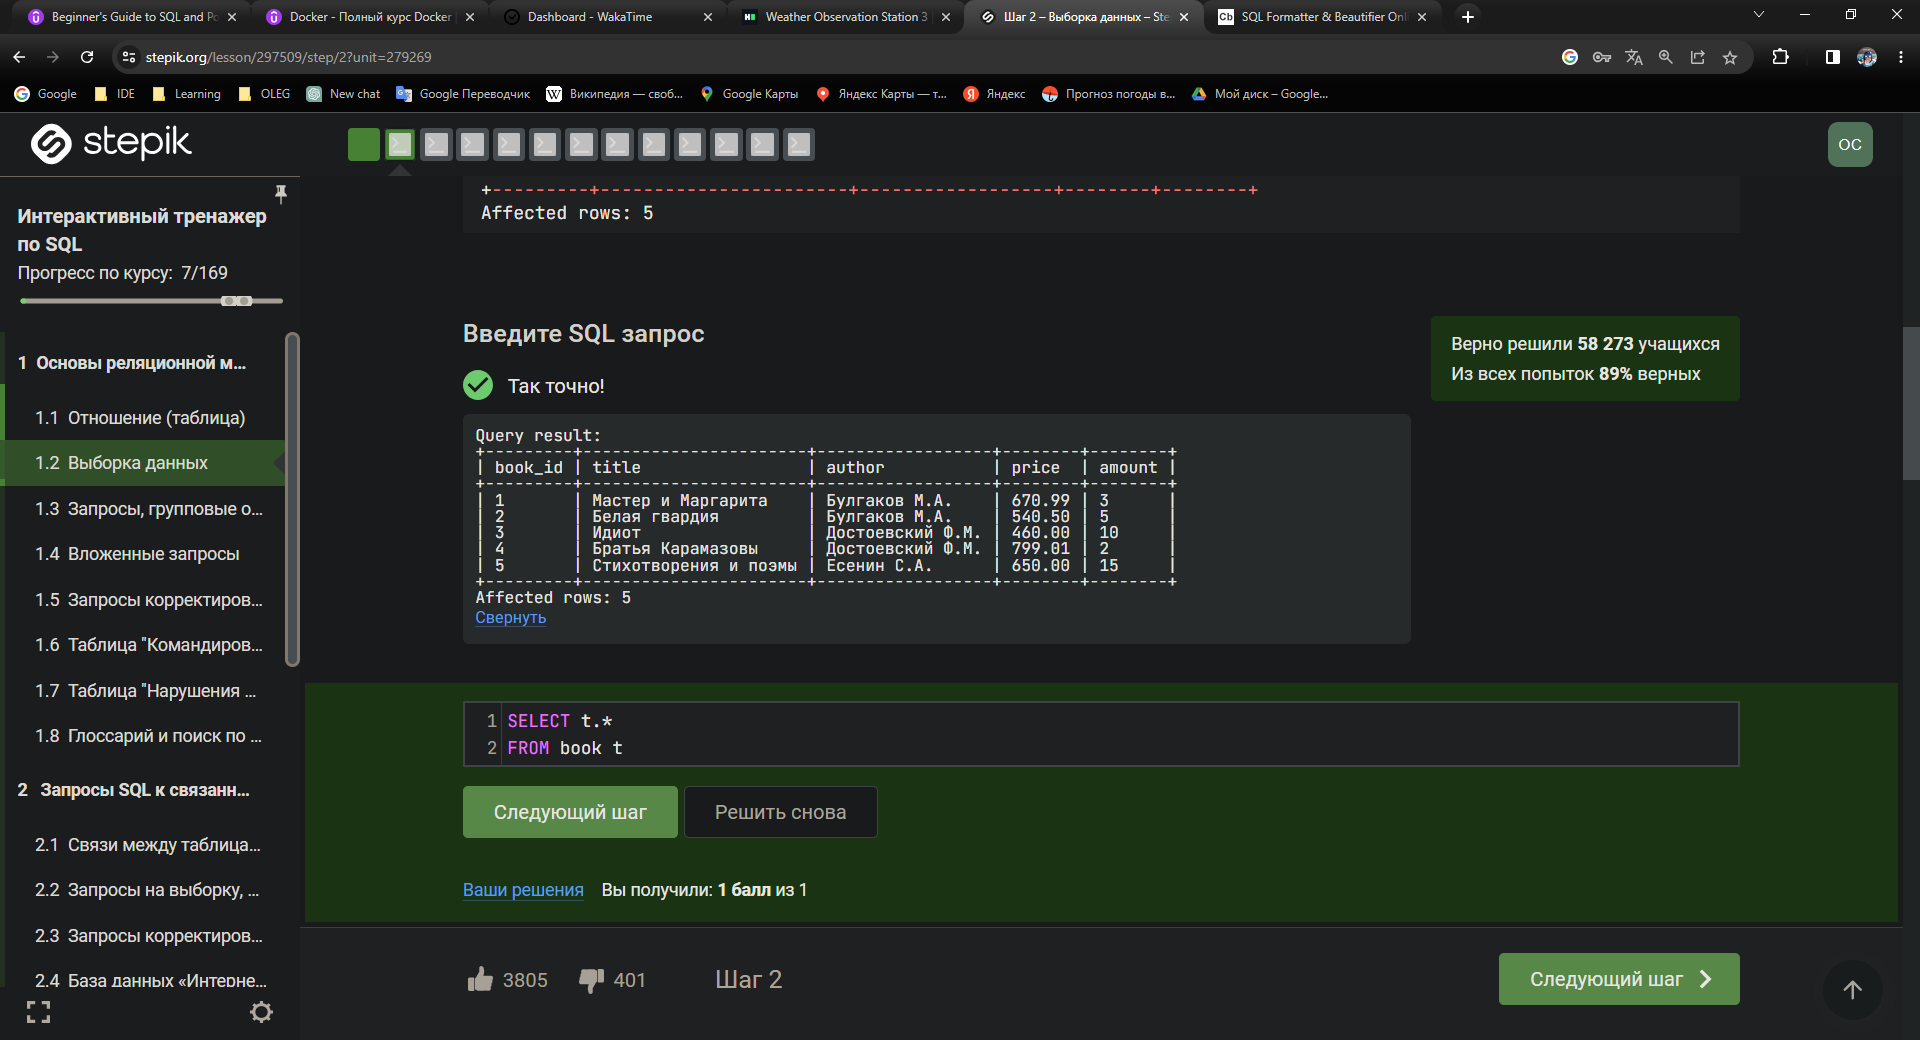 Beginner's Guide to SQL and Po
Docker - Полный курс Docker
Dashboard - WakaTime
Weather Observation Station 3
Шаг 2 – Выборка данных – Ste
SQL Formatter & Beautifier Onli
stepik.org/lesson/297509/step/2?unit=279269
Google
IDE
Learning
OLEG
New chat
Google Переводчик
Википедия — своб...
Google Карты
Яндекс Карты — т...
Яндекс
Прогноз погоды в...
Мой диск – Google...
stepik
OC
Интерактивный тренажер
по SQL
Прогресс по курсу: 7/169
1 Основы реляционной м...
1.1 Отношение (таблица)
1.2 Выборка данных
1.3 Запросы, групповые о...
1.4 Вложенные запросы
1.5 Запросы корректиров...
1.6 Таблица "Командиров...
1.7 Таблица "Нарушения ...
1.8 Глоссарий и поиск по ...
2 Запросы SQL к связанн...
2.1 Связи между таблица...
2.2 Запросы на выборку, ...
2.3 Запросы корректиров...
2.4 База данных «Интерне...
+---------+-----------------------+------------------+--------+--------+
Affected rows: 5
Введите SQL запрос
Так точно!
Верно решили 58 273 учащихся
Из всех попыток 89% верных
Query result:
+---------+-----------------------+------------------+--------+--------+
| book_id | title                 | author           | price  | amount |
+---------+-----------------------+------------------+--------+--------+
| 1       | Мастер и Маргарита    | Булгаков М.А.    | 670.99 | 3      |
| 2       | Белая гвардия         | Булгаков М.А.    | 540.50 | 5      |
| 3       | Идиот                 | Достоевский Ф.М. | 460.00 | 10     |
| 4       | Братья Карамазовы     | Достоевский Ф.М. | 799.01 | 2      |
| 5       | Стихотворения и поэмы | Есенин С.А.      | 650.00 | 15     |
+---------+-----------------------+------------------+--------+--------+
Affected rows: 5
Свернуть
1 SELECT t.*
2 FROM book t
Следующий шаг
Решить снова
Ваши решения Вы получили: 1 балл из 1
3805
401
Шаг 2
Следующий шаг